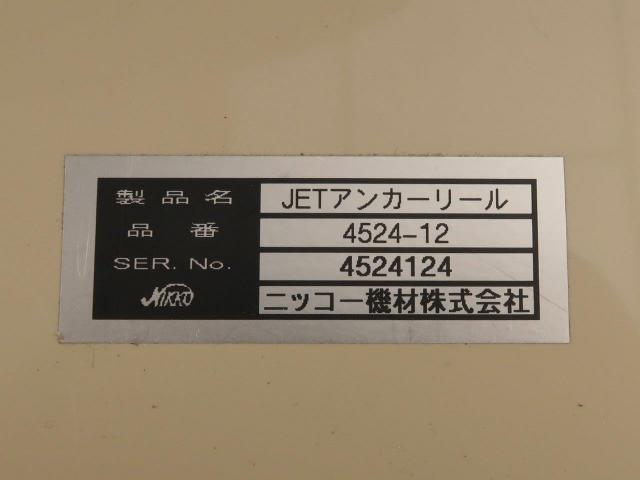 製品名 JETアンカーリール
品番 4524-12
SER. No. 4524124
NIKKO ニッコー機材株式会社